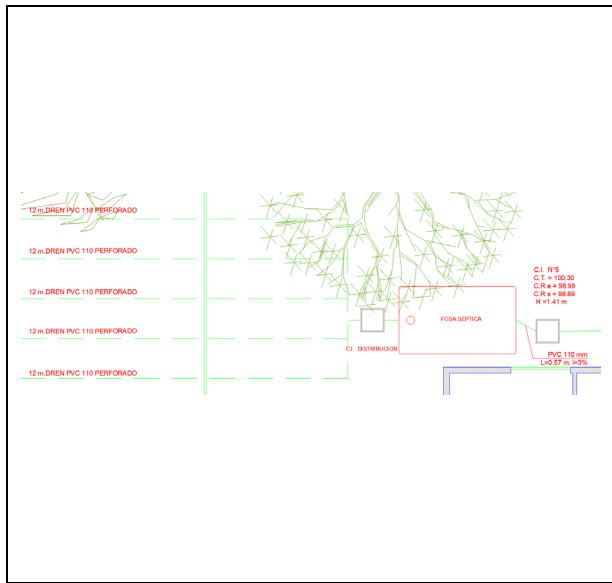 12 m.DREN PVC 110 PERFORADO
12 m.DREN PVC 110 PERFORADO
12 m.DREN PVC 110 PERFORADO
12 m.DREN PVC 110 PERFORADO
12 m.DREN PVC 110 PERFORADO
C.I. DISTRIBUCION
FOSA SEPTICA
C.I. N°5
C.T. = 100.30
C.R.e = 98.99
C.R.s = 98.89
H =1.41 m
PVC 110 mm
L=0.57 m; i=3%